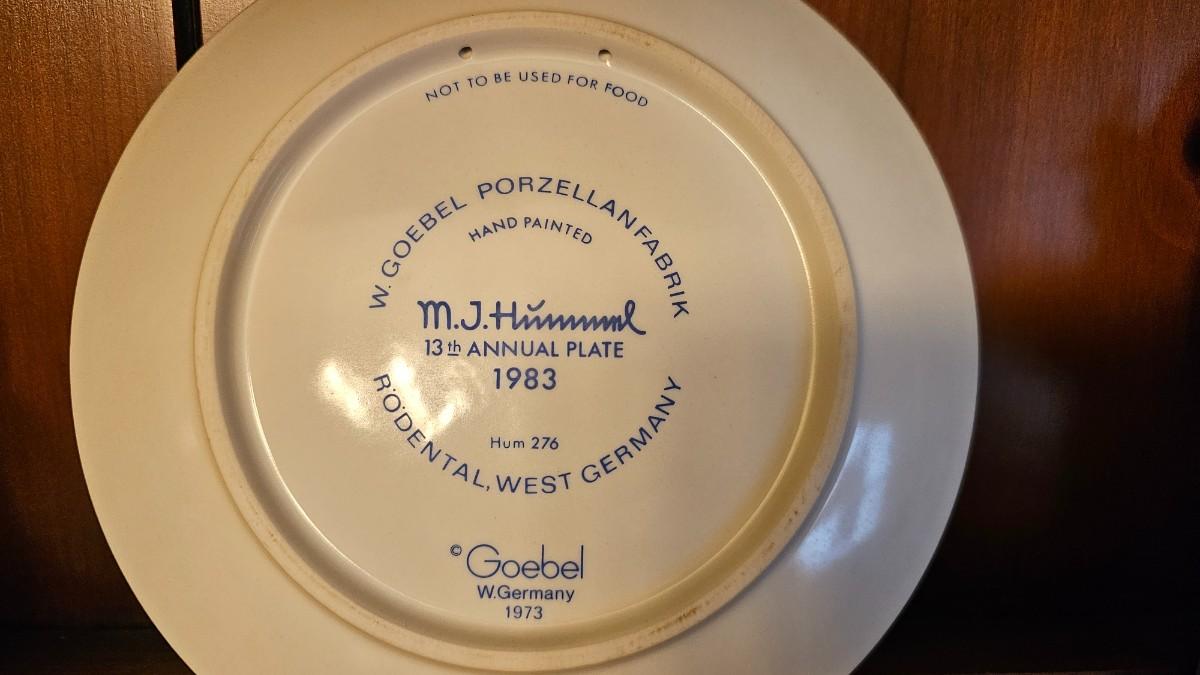 NOT TO BE USED FOR FOOD
W. GOEBEL PORZELLANFABRIK
HAND PAINTED
M.J.Hummel
13th ANNUAL PLATE
1983
Hum 276
RÖDENTAL, WEST GERMANY
© Goebel
W.Germany
1973